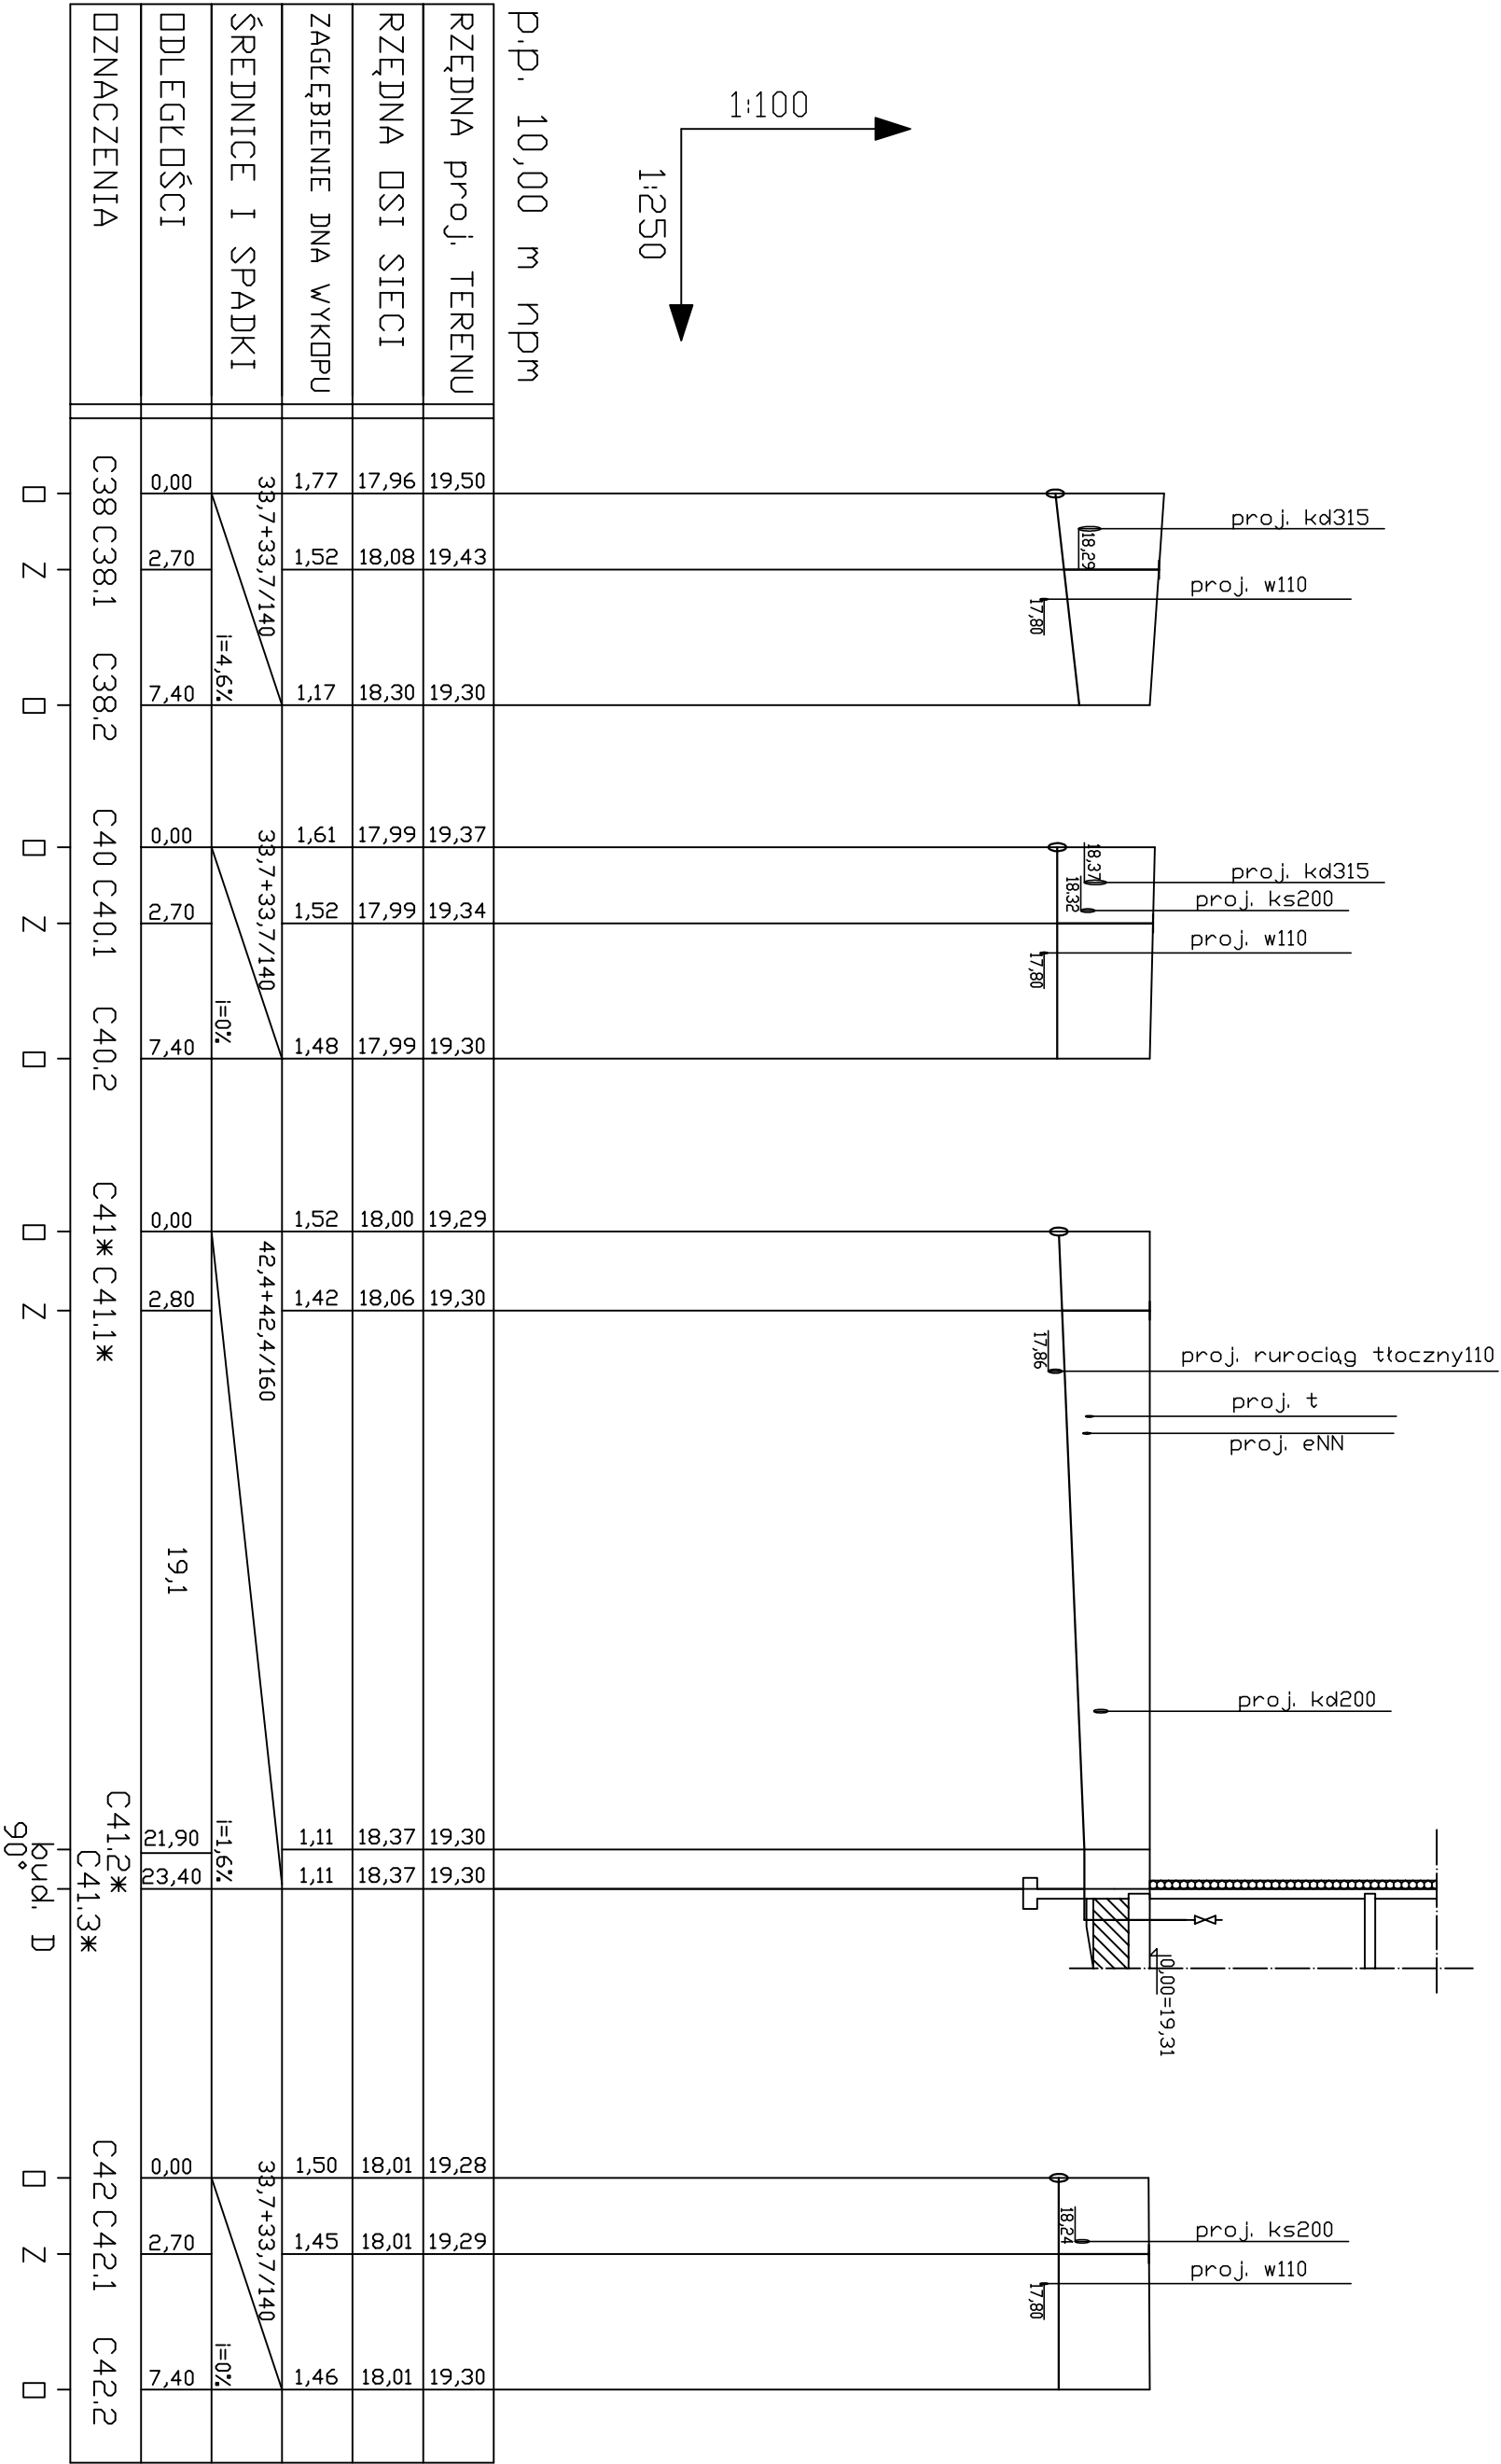 1:100
1:250
p.p. 10,00 m npm
RZĘDNA proj. TERENU
19,50 19,43 19,30 19,37 19,34 19,30 19,29 19,30 19,30 19,30 19,28 19,29 19,30
RZĘDNA OSI SIECI
17,96 18,08 18,30 17,99 17,99 17,99 18,00 18,06 18,37 18,37 18,01 18,01 18,01
ZAGŁĘBIENIE DNA WYKOPU
1,77 1,52 1,17 1,61 1,52 1,48 1,52 1,42 1,11 1,11 1,50 1,45 1,46
ŚREDNICE I SPADKI
33,7+33,7/140 i=4,6%
33,7+33,7/140 i=0%
42,4+42,4/160 i=1,6%
33,7+33,7/140 i=0%
ODLEGŁOŚCI
0,00 2,70 7,40 0,00 2,70 7,40 0,00 2,80 19,1 21,90 23,40 0,00 2,70 7,40
OZNACZENIA
C38 C38.1 C38.2 C40 C40.1 C40.2 C41* C41.1* C41.2* C41.3* C42 C42.1 C42.2
O Z O O Z O O Z bud. D O Z O
90°
proj. kd315
18,29
proj. w110
17,80
proj. kd315
18,37
proj. ks200
18.32
proj. w110
17,80
proj. rurociąg tłoczny110
17,86
proj. t
proj. eNN
proj. kd200
0,00=19,31
proj. ks200
18,24
proj. w110
17,80